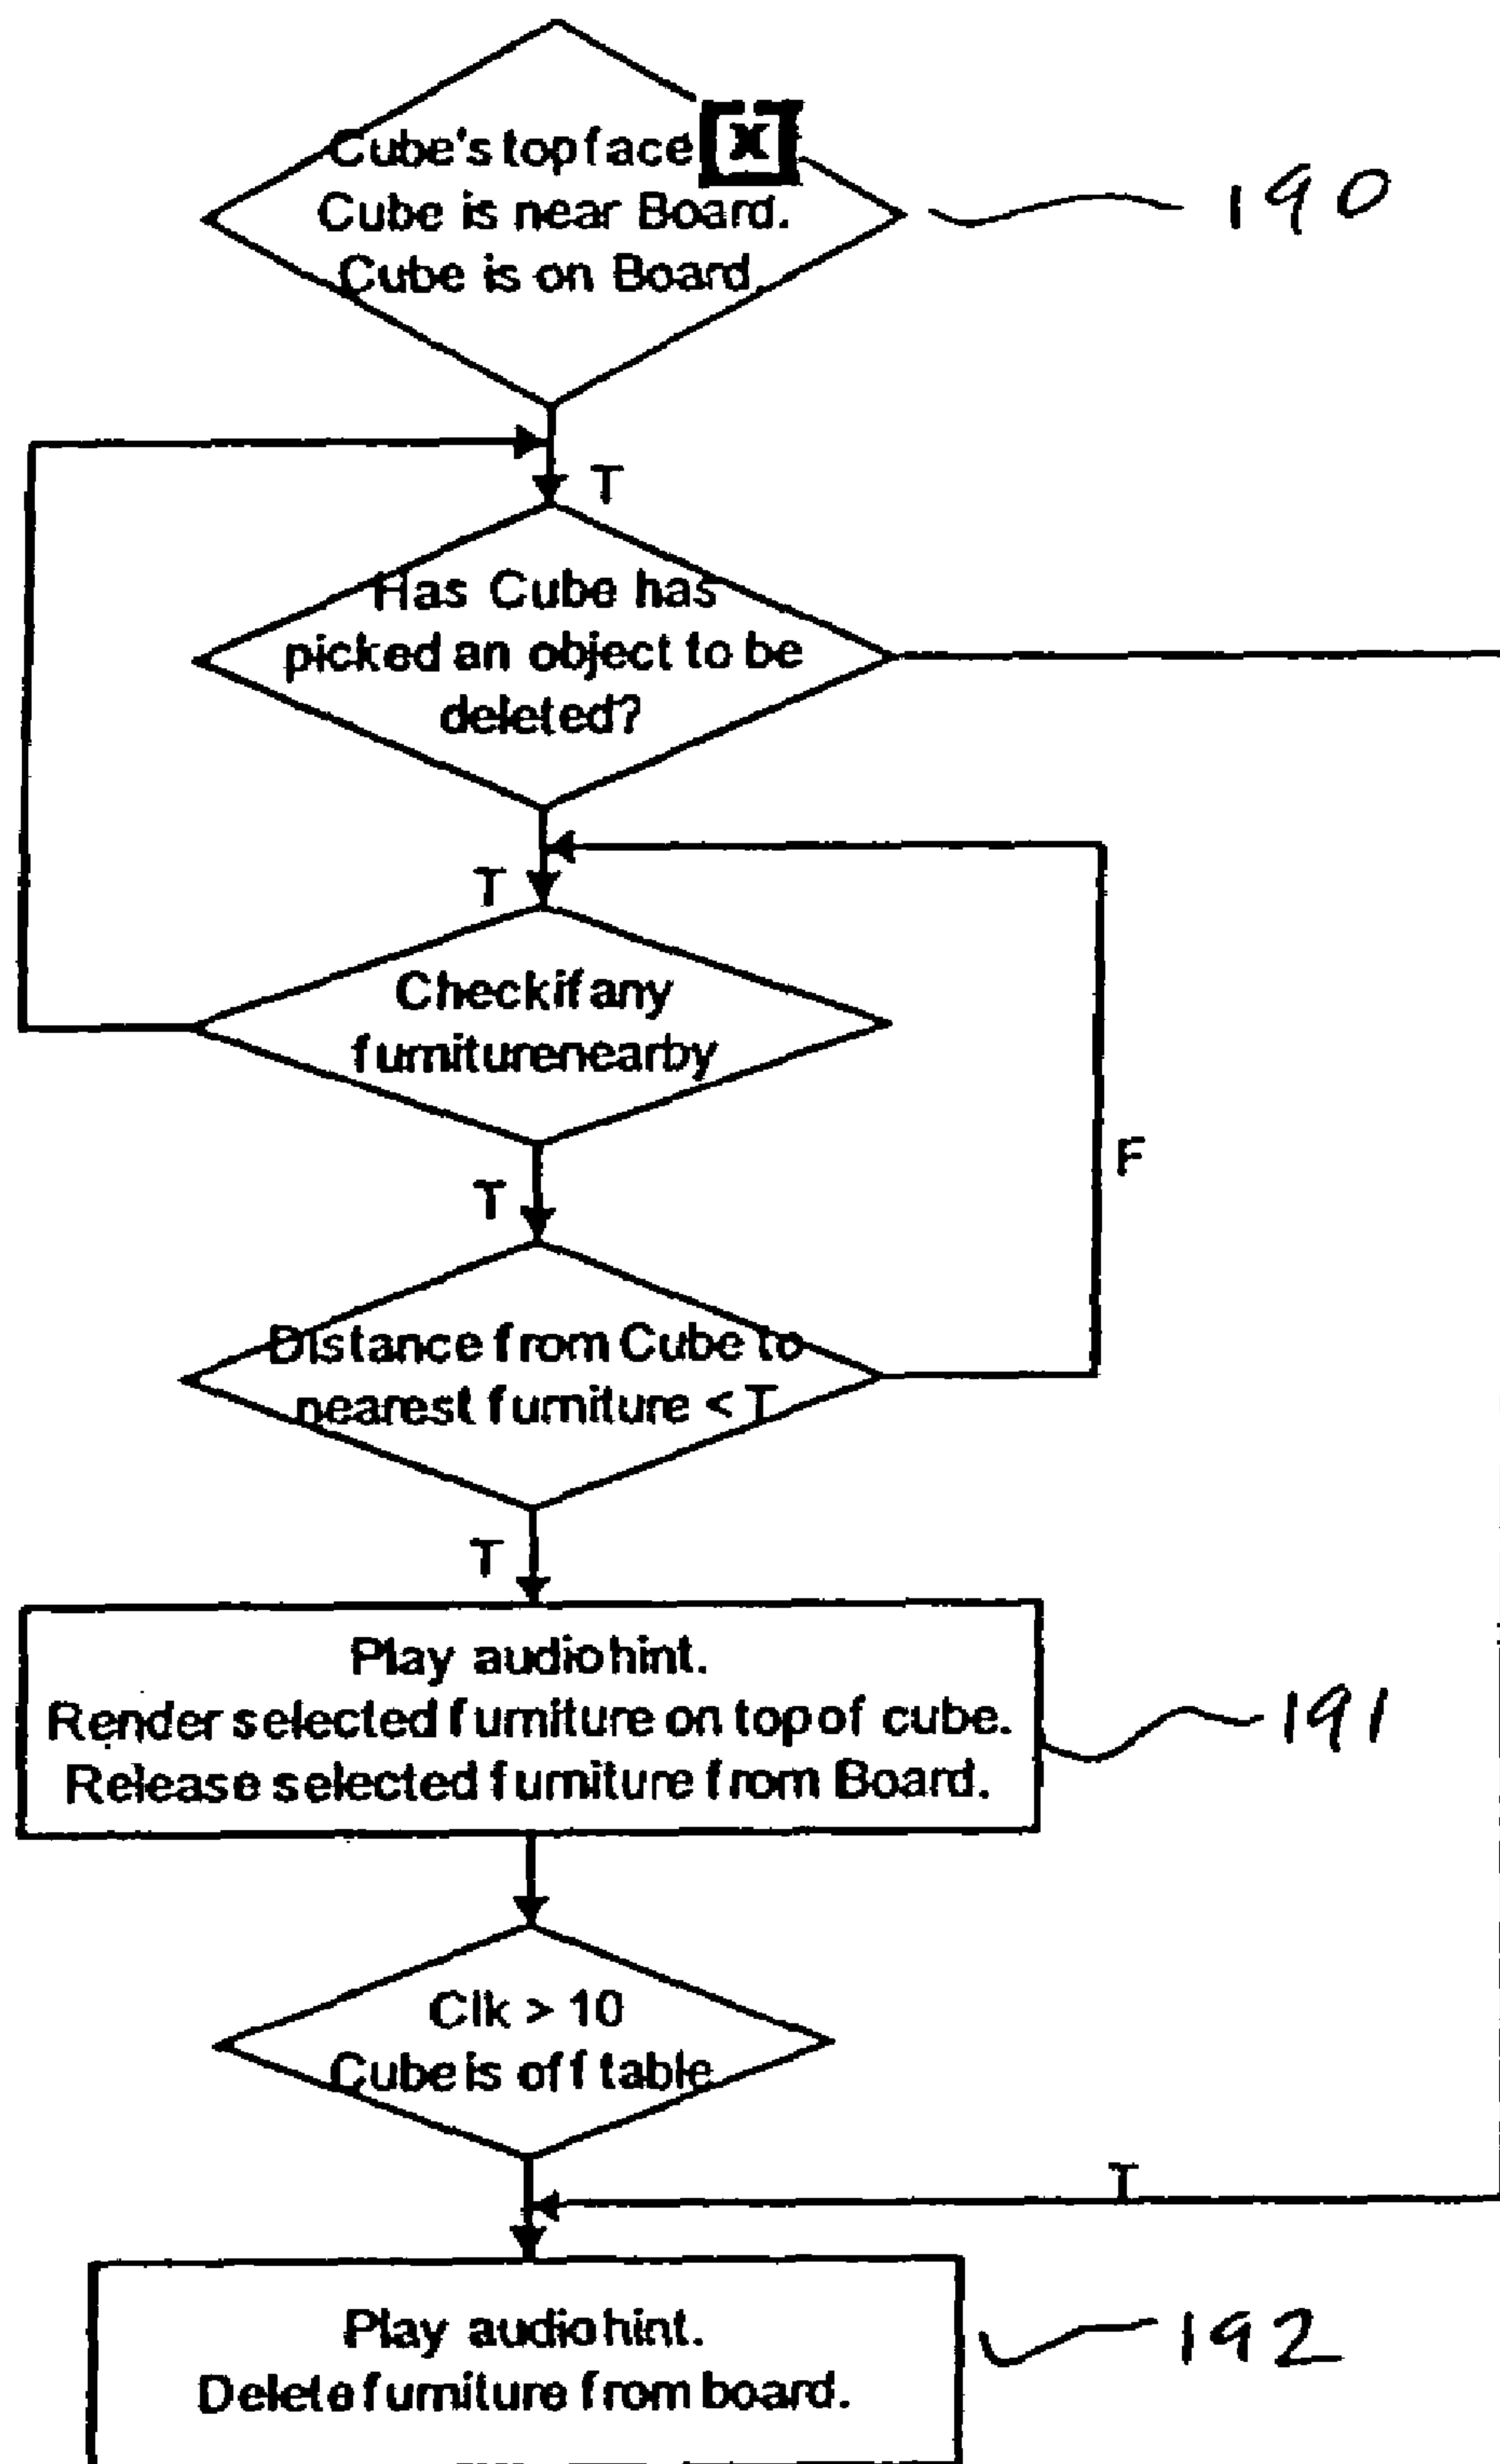 Cube's top face [x]
Cube is near Board.
Cube is on Board.
190
T
Has Cube has
picked an object to be
deleted?
T
Check if any
furniture nearby
F
T
Distance from Cube to
nearest furniture < T
T
Play audio hint.
Render selected furniture on top of cube.
Release selected furniture from Board.
191
Clk > 10
Cube is off table
T
Play audio hint.
Delete furniture from board.
192